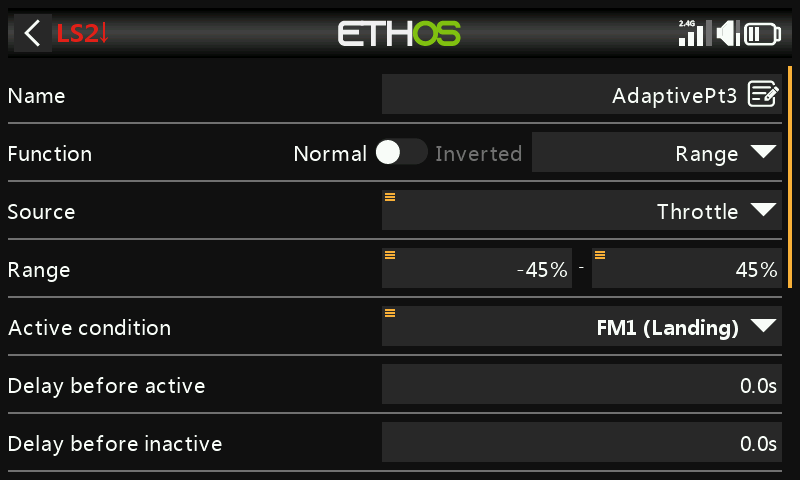 LS2↓
ETHOS
2.4G
Name
AdaptivePt3
Function
Normal Inverted
Range
Source
Throttle
Range
-45% - 45%
Active condition
FM1 (Landing)
Delay before active
0.0s
Delay before inactive
0.0s